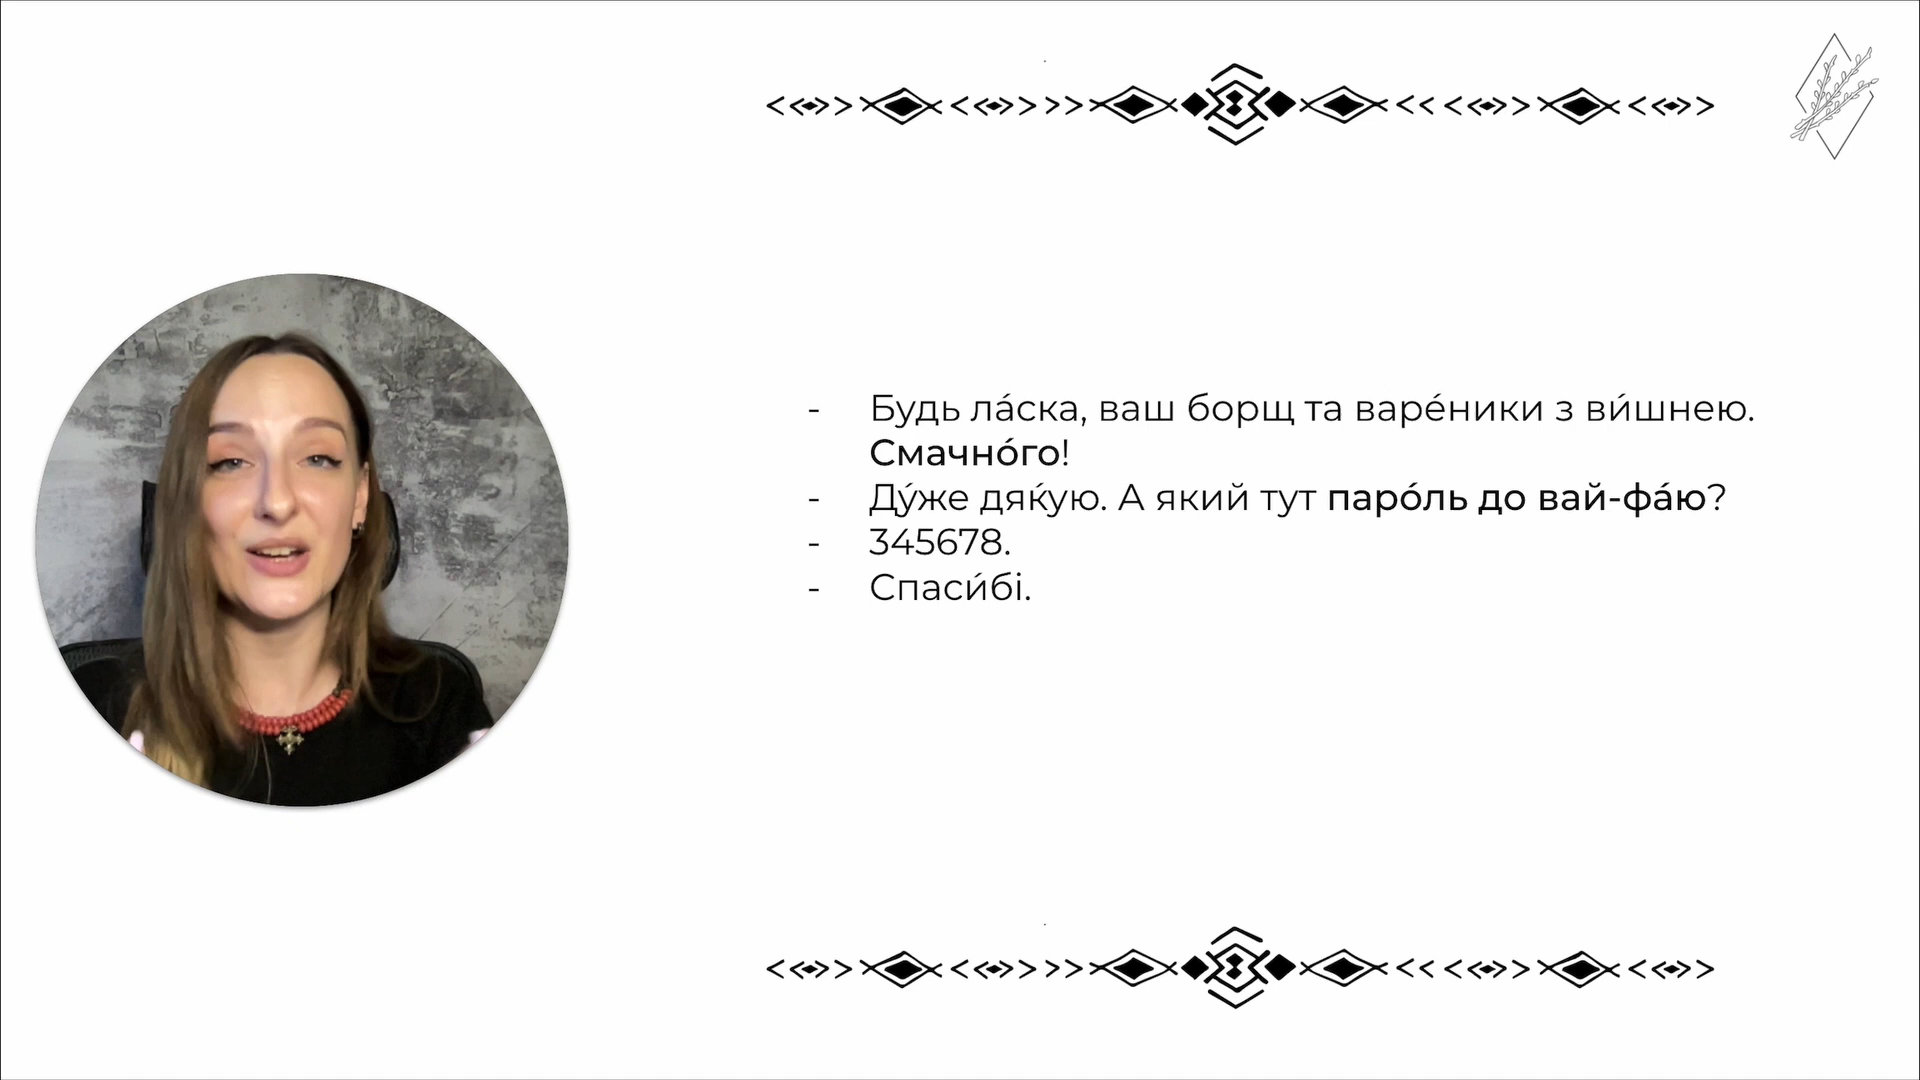 - Будь ла́ска, ваш борщ та варе́ники з ви́шнею.
Смачно́го!
- Ду́же дя́кую. А який тут паро́ль до вай-фа́ю?
- 345678.
- Спаси́бі.